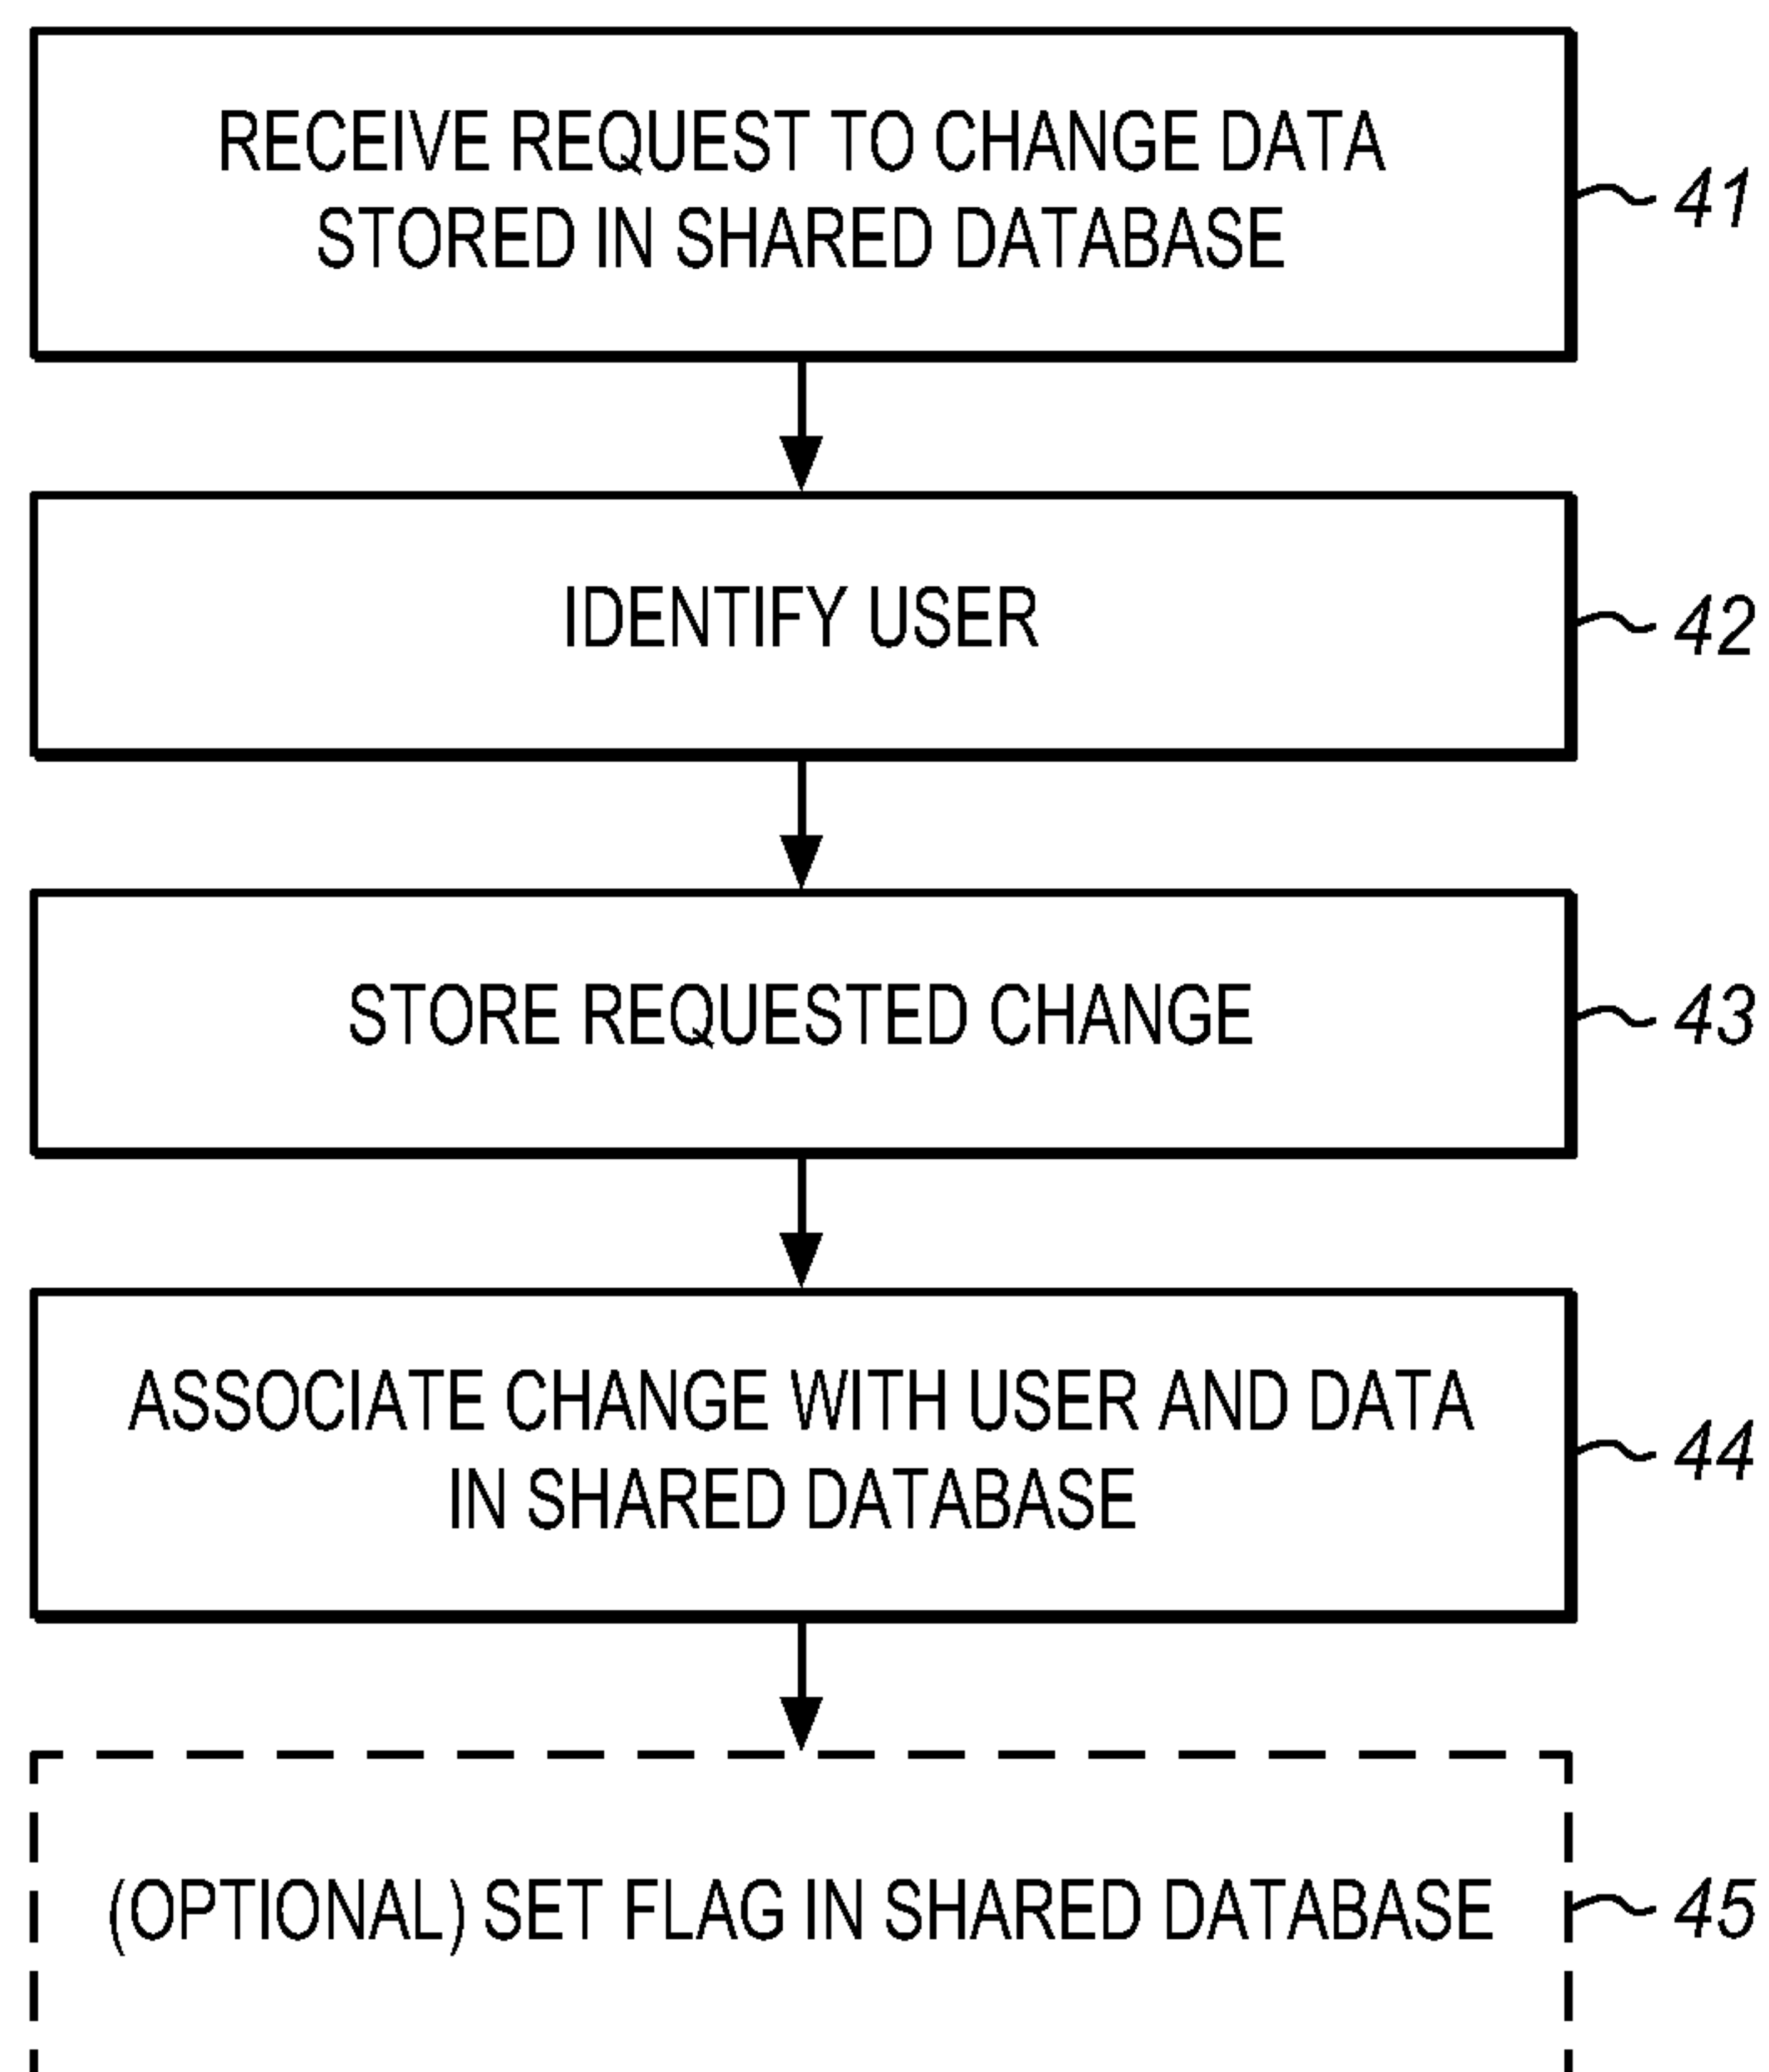 RECEIVE REQUEST TO CHANGE DATA
STORED IN SHARED DATABASE
41
IDENTIFY USER
42
STORE REQUESTED CHANGE
43
ASSOCIATE CHANGE WITH USER AND DATA
IN SHARED DATABASE
44
(OPTIONAL) SET FLAG IN SHARED DATABASE
45